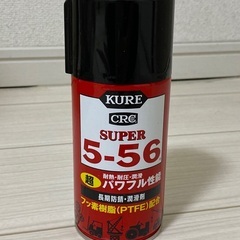 KURE
CRC
SUPER
5-56
超
耐熱・耐圧・潤滑
パワフル性能
長期防錆・潤滑剤
フッ素樹脂(PTFE)配合